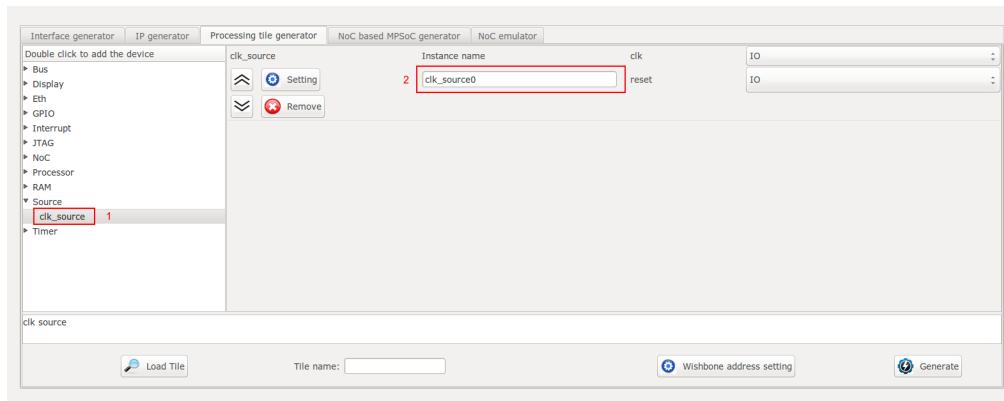 Interface generator IP generator Processing tile generator NoC based MPSoC generator NoC emulator
Double click to add the device
Bus
Display
Eth
GPIO
Interrupt
JTAG
NoC
Processor
RAM
Source
clk_source 1
Timer
clk_source Instance name clk IO
Setting 2 clk_source0 reset IO
Remove
clk source
Load Tile Tile name: Wishbone address setting Generate